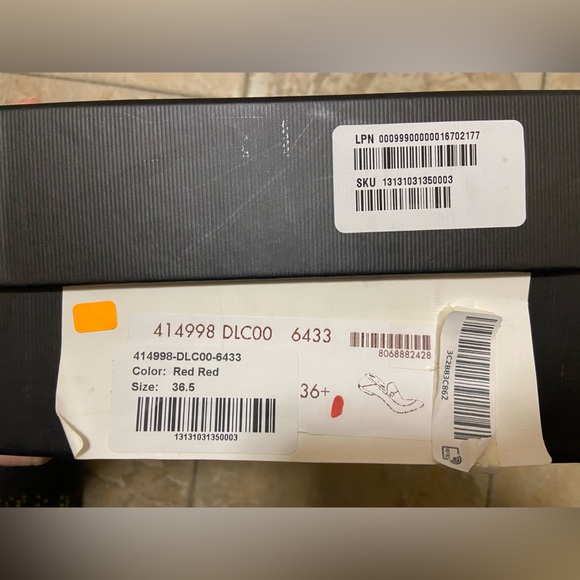 LPN 00099900000016702177
SKU 13131031350003
414998 DLC00 6433
8068882428
414998-DLC00-6433
Color: Red Red
Size: 36.5
36+
13131031350003
3C2B83C862